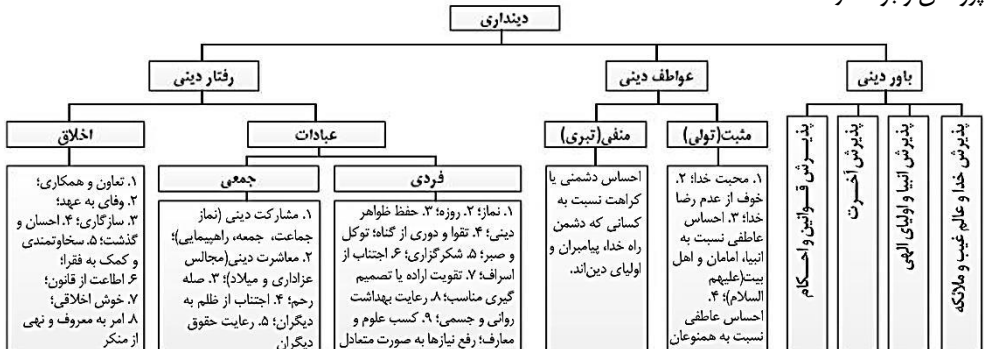 دینداری
باور دینی
عواطف دینی
رفتار دینی
پذیرش خدا و عالم غیب و ملائکه
پذیرش انبیا و اولیای الهی
پذیرش آخرت
پذیرش قوانین و احکام
مثبت(تولی)
۱. محبت خدا؛ ۲.
خوف از عدم رضا
خدا؛ ۳. احساس
عاطفی نسبت به
انبیا، امامان و اهل
بیت(علیهم
السلام)؛ ۴.
احساس عاطفی
نسبت به همنوعان
منفی(تبری)
احساس دشمنی یا
کراهت نسبت به
کسانی که دشمن
راه خدا، پیامبران و
اولیای دین‌اند.
عبادات
فردی
۱. نماز؛ ۲. روزه؛ ۳. حفظ ظواهر
دینی؛ ۴. تقوا و دوری از گناه؛ توکل
و صبر؛ ۵. شکرگزاری؛ ۶. اجتناب از
اسراف؛ ۷. تقویت اراده یا تصمیم
گیری مناسب؛ ۸. رعایت بهداشت
روانی و جسمی؛ ۹. کسب علوم و
معارف؛ رفع نیازها به صورت متعادل
جمعی
۱. مشارکت دینی (نماز
جماعت، جمعه، راهپیمایی)؛
۲. معاشرت دینی(مجالس
عزاداری و میلاد)؛ ۳. صله
رحم؛ ۴. اجتناب از ظلم به
دیگران؛ ۵. رعایت حقوق
دیگران
اخلاق
۱. تعاون و همکاری؛
۲. وفای به عهد؛
۳. سازگاری؛ ۴. احسان و
گذشت؛ ۵. سخاوتمندی
و کمک به فقرا؛
۶. اطاعت از قانون؛
۷. خوش اخلاقی؛
۸. امر به معروف و نهی
از منکر